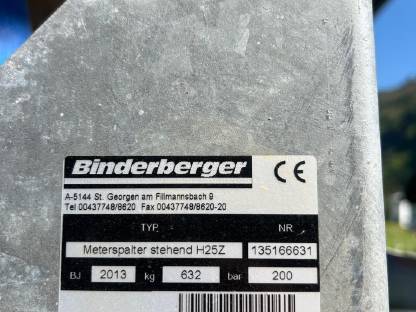 Binderberger CE
A-5144 St. Georgen am Fillmannsbach 9
Tel 00437748/8620 Fax 00437748/8620-20
TYP. NR
Meterspalter stehend H25Z 135166631
BJ 2013 kg 632 bar 200